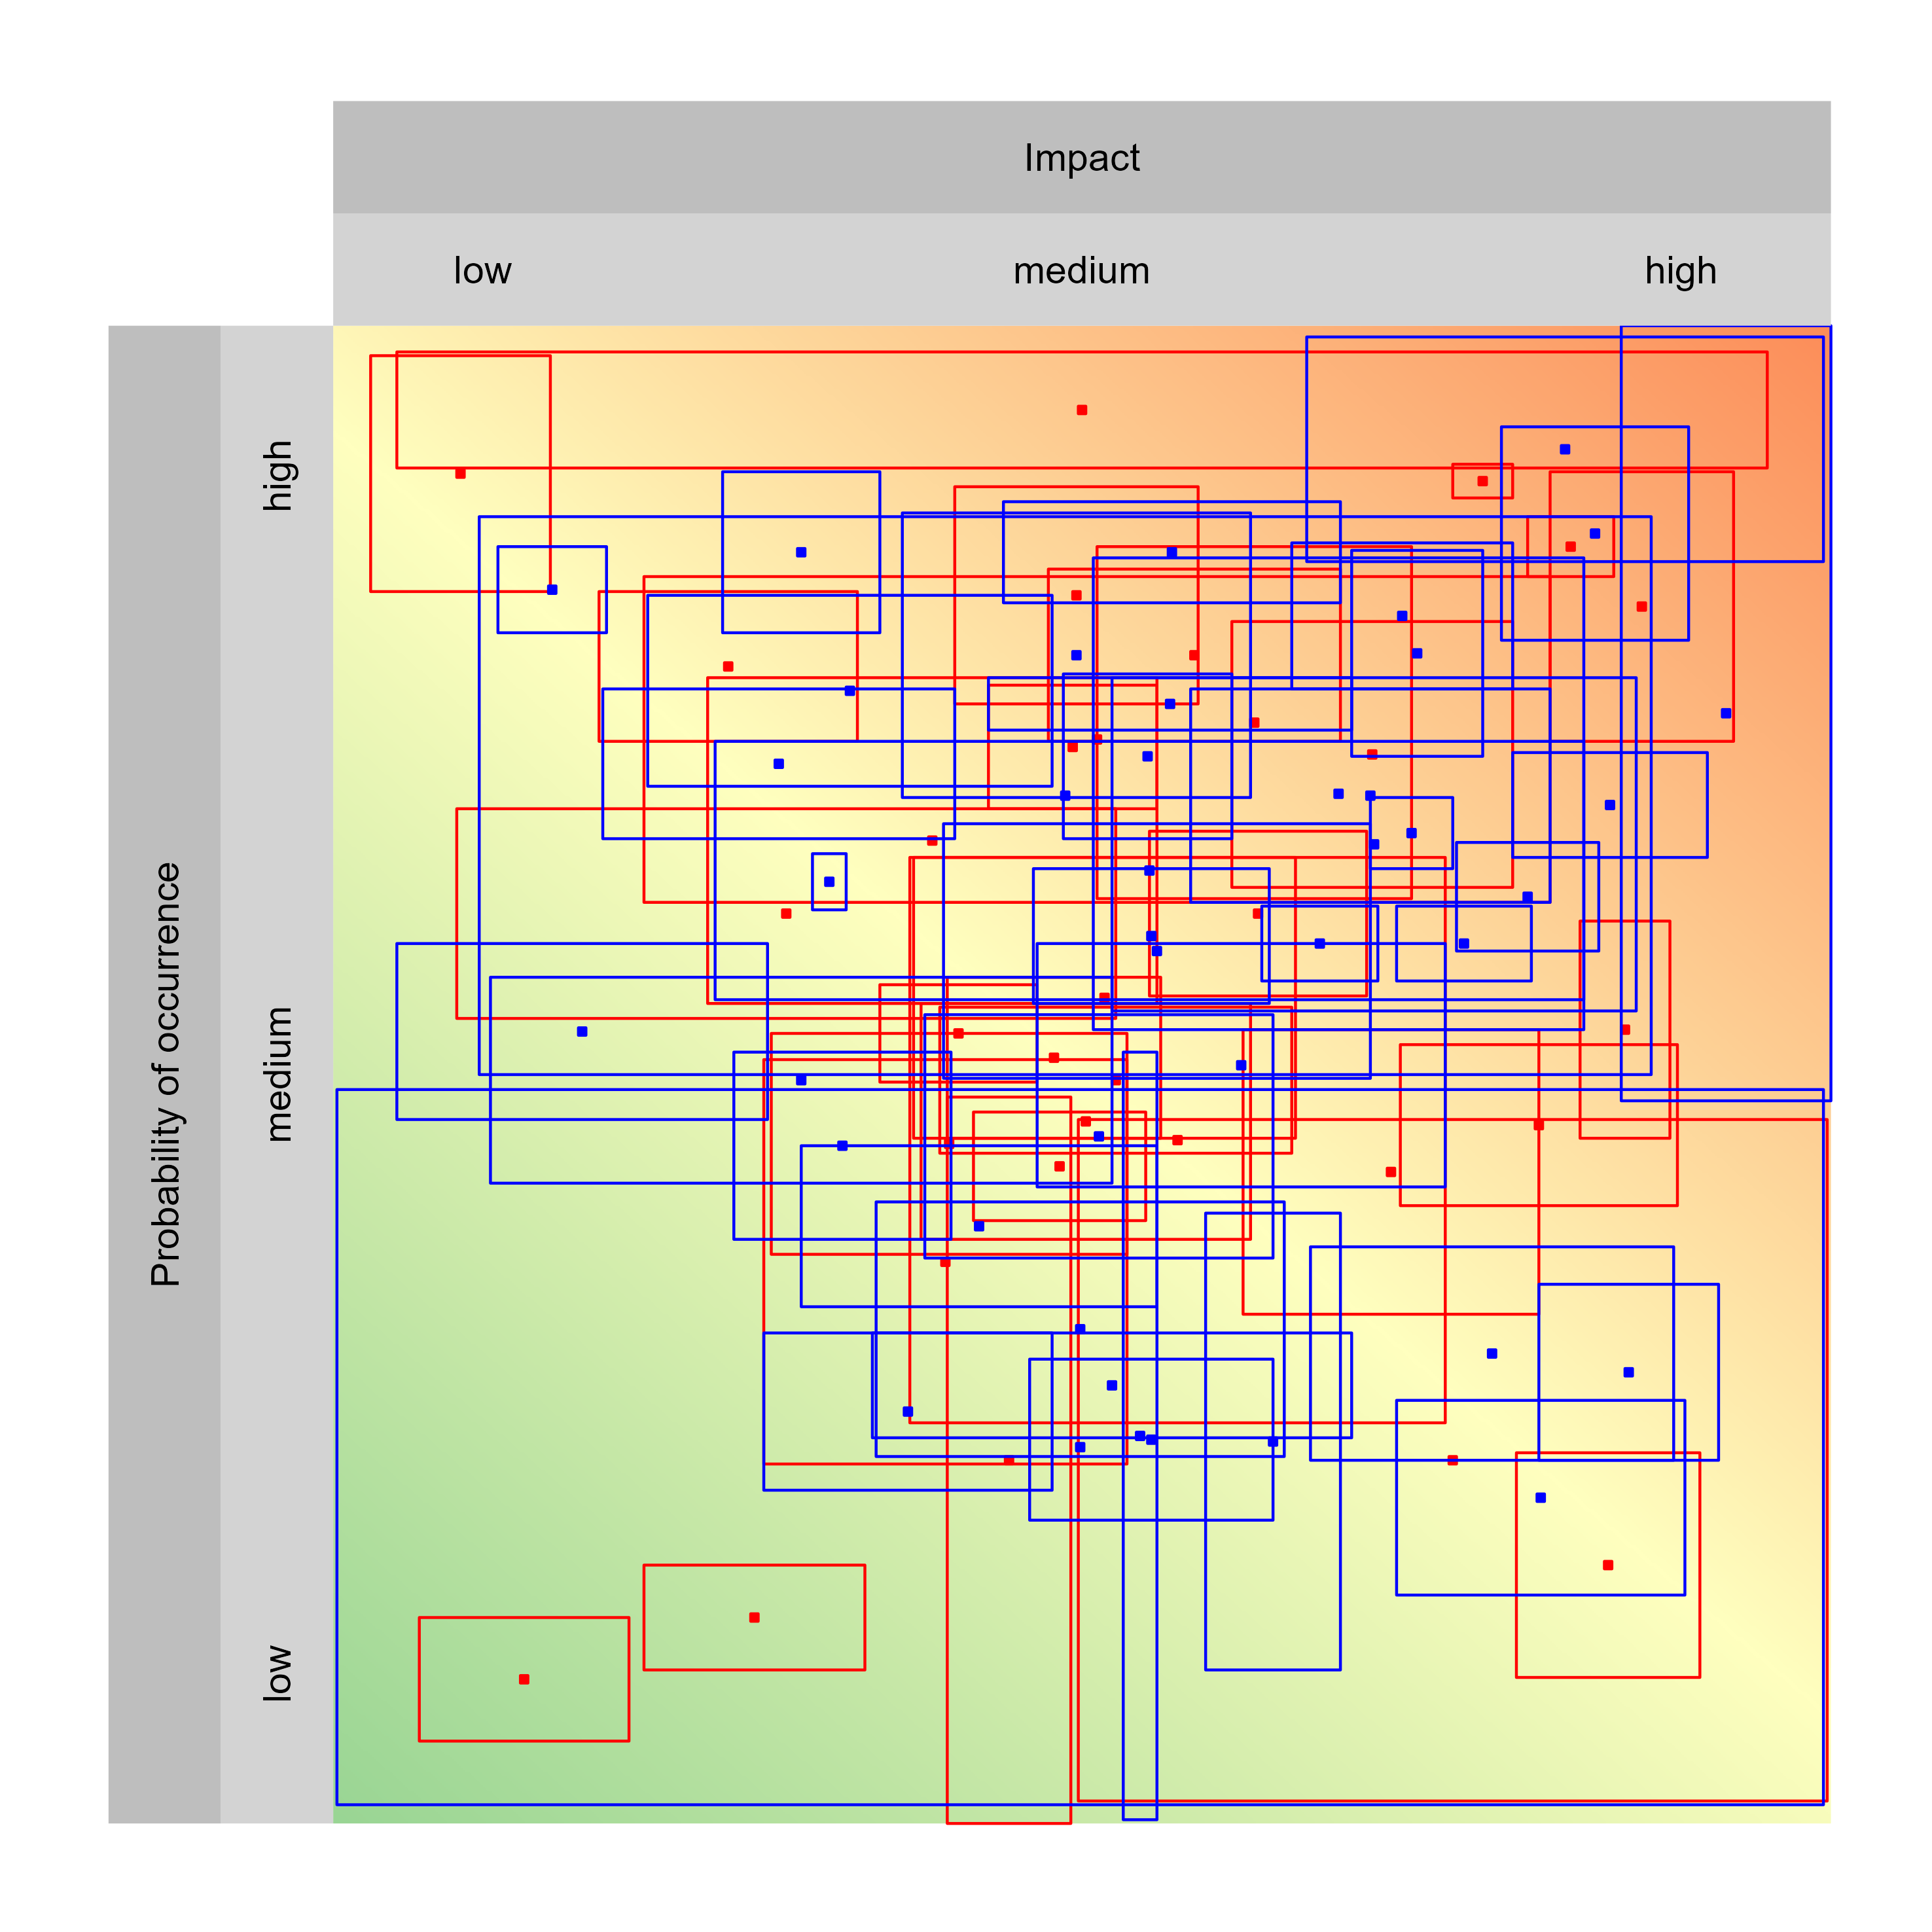 Impact
low medium high
Probability of occurrence
high
medium
low